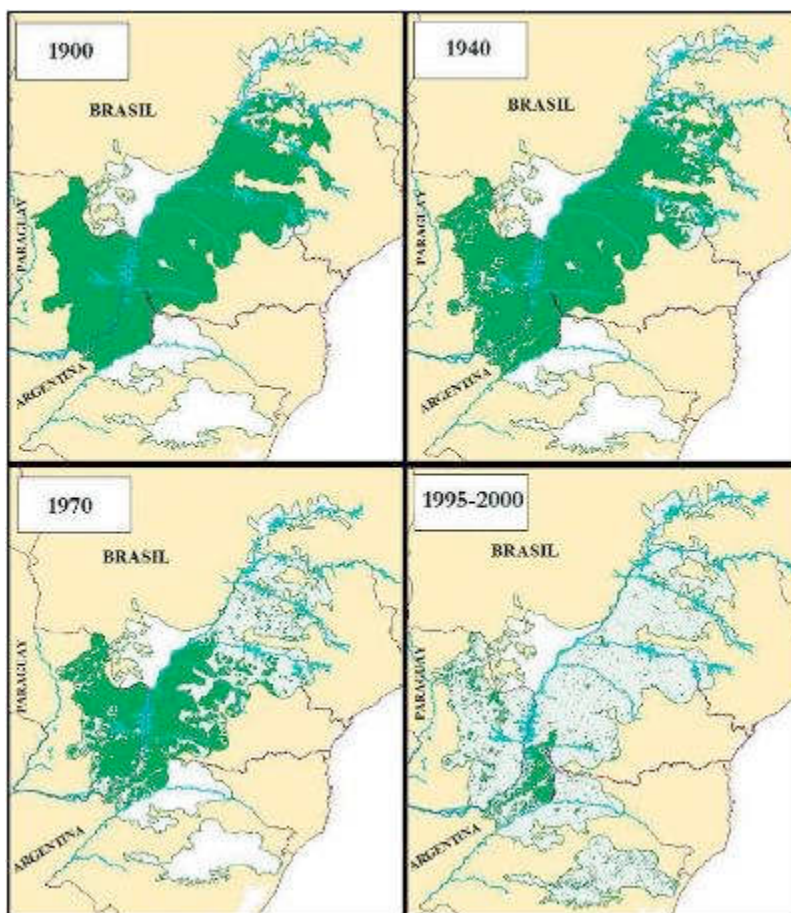 1900
BRASIL
PARAGUAY
ARGENTINA
1940
BRASIL
PARAGUAY
ARGENTINA
1970
BRASIL
PARAGUAY
ARGENTINA
1995-2000
BRASIL
PARAGUAY
ARGENTINA